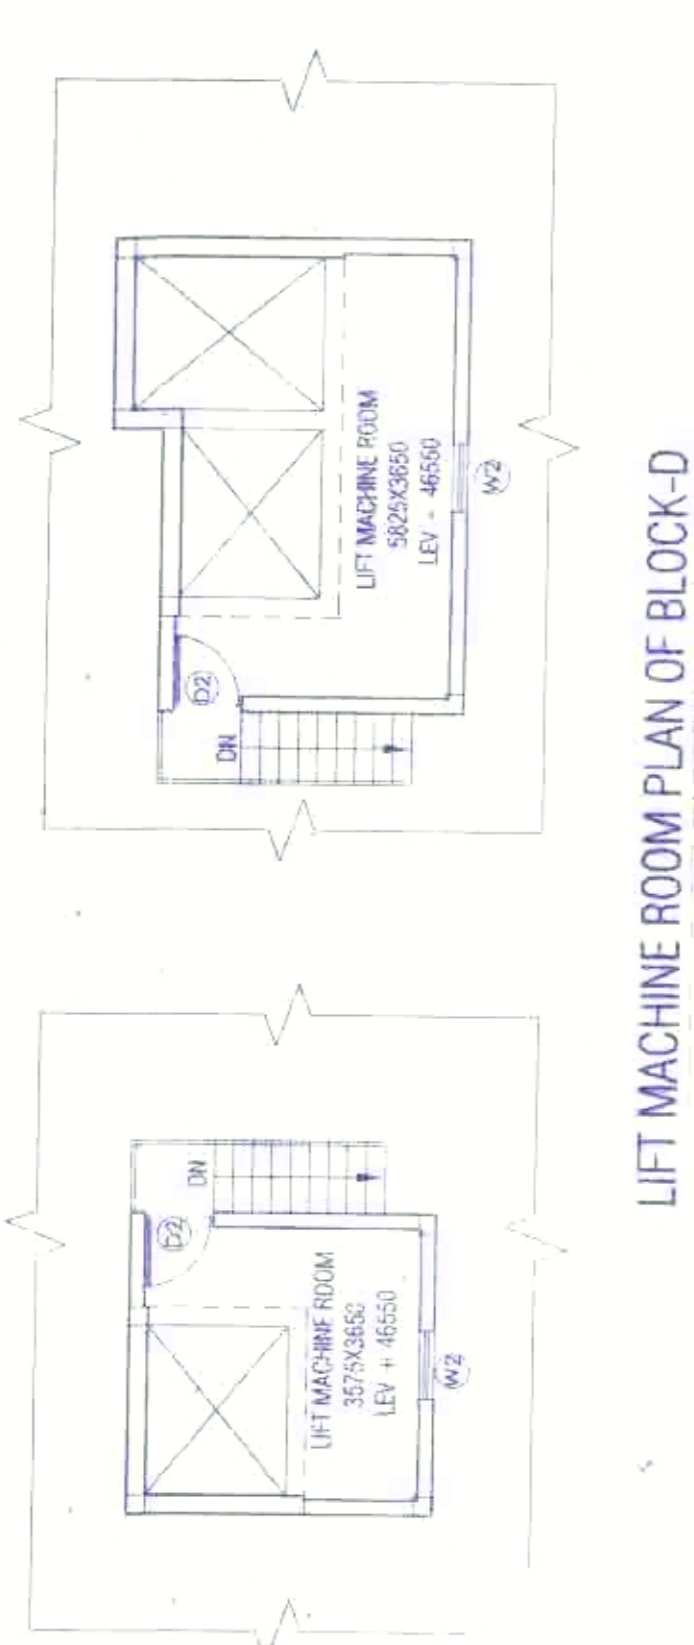 LIFT MACHINE ROOM
5825X3650
LEV - 46550
W2
D2
DN
DN
D2
LIFT MACHINE ROOM
3575X3650
LEV + 46550
W2
LIFT MACHINE ROOM PLAN OF BLOCK-D